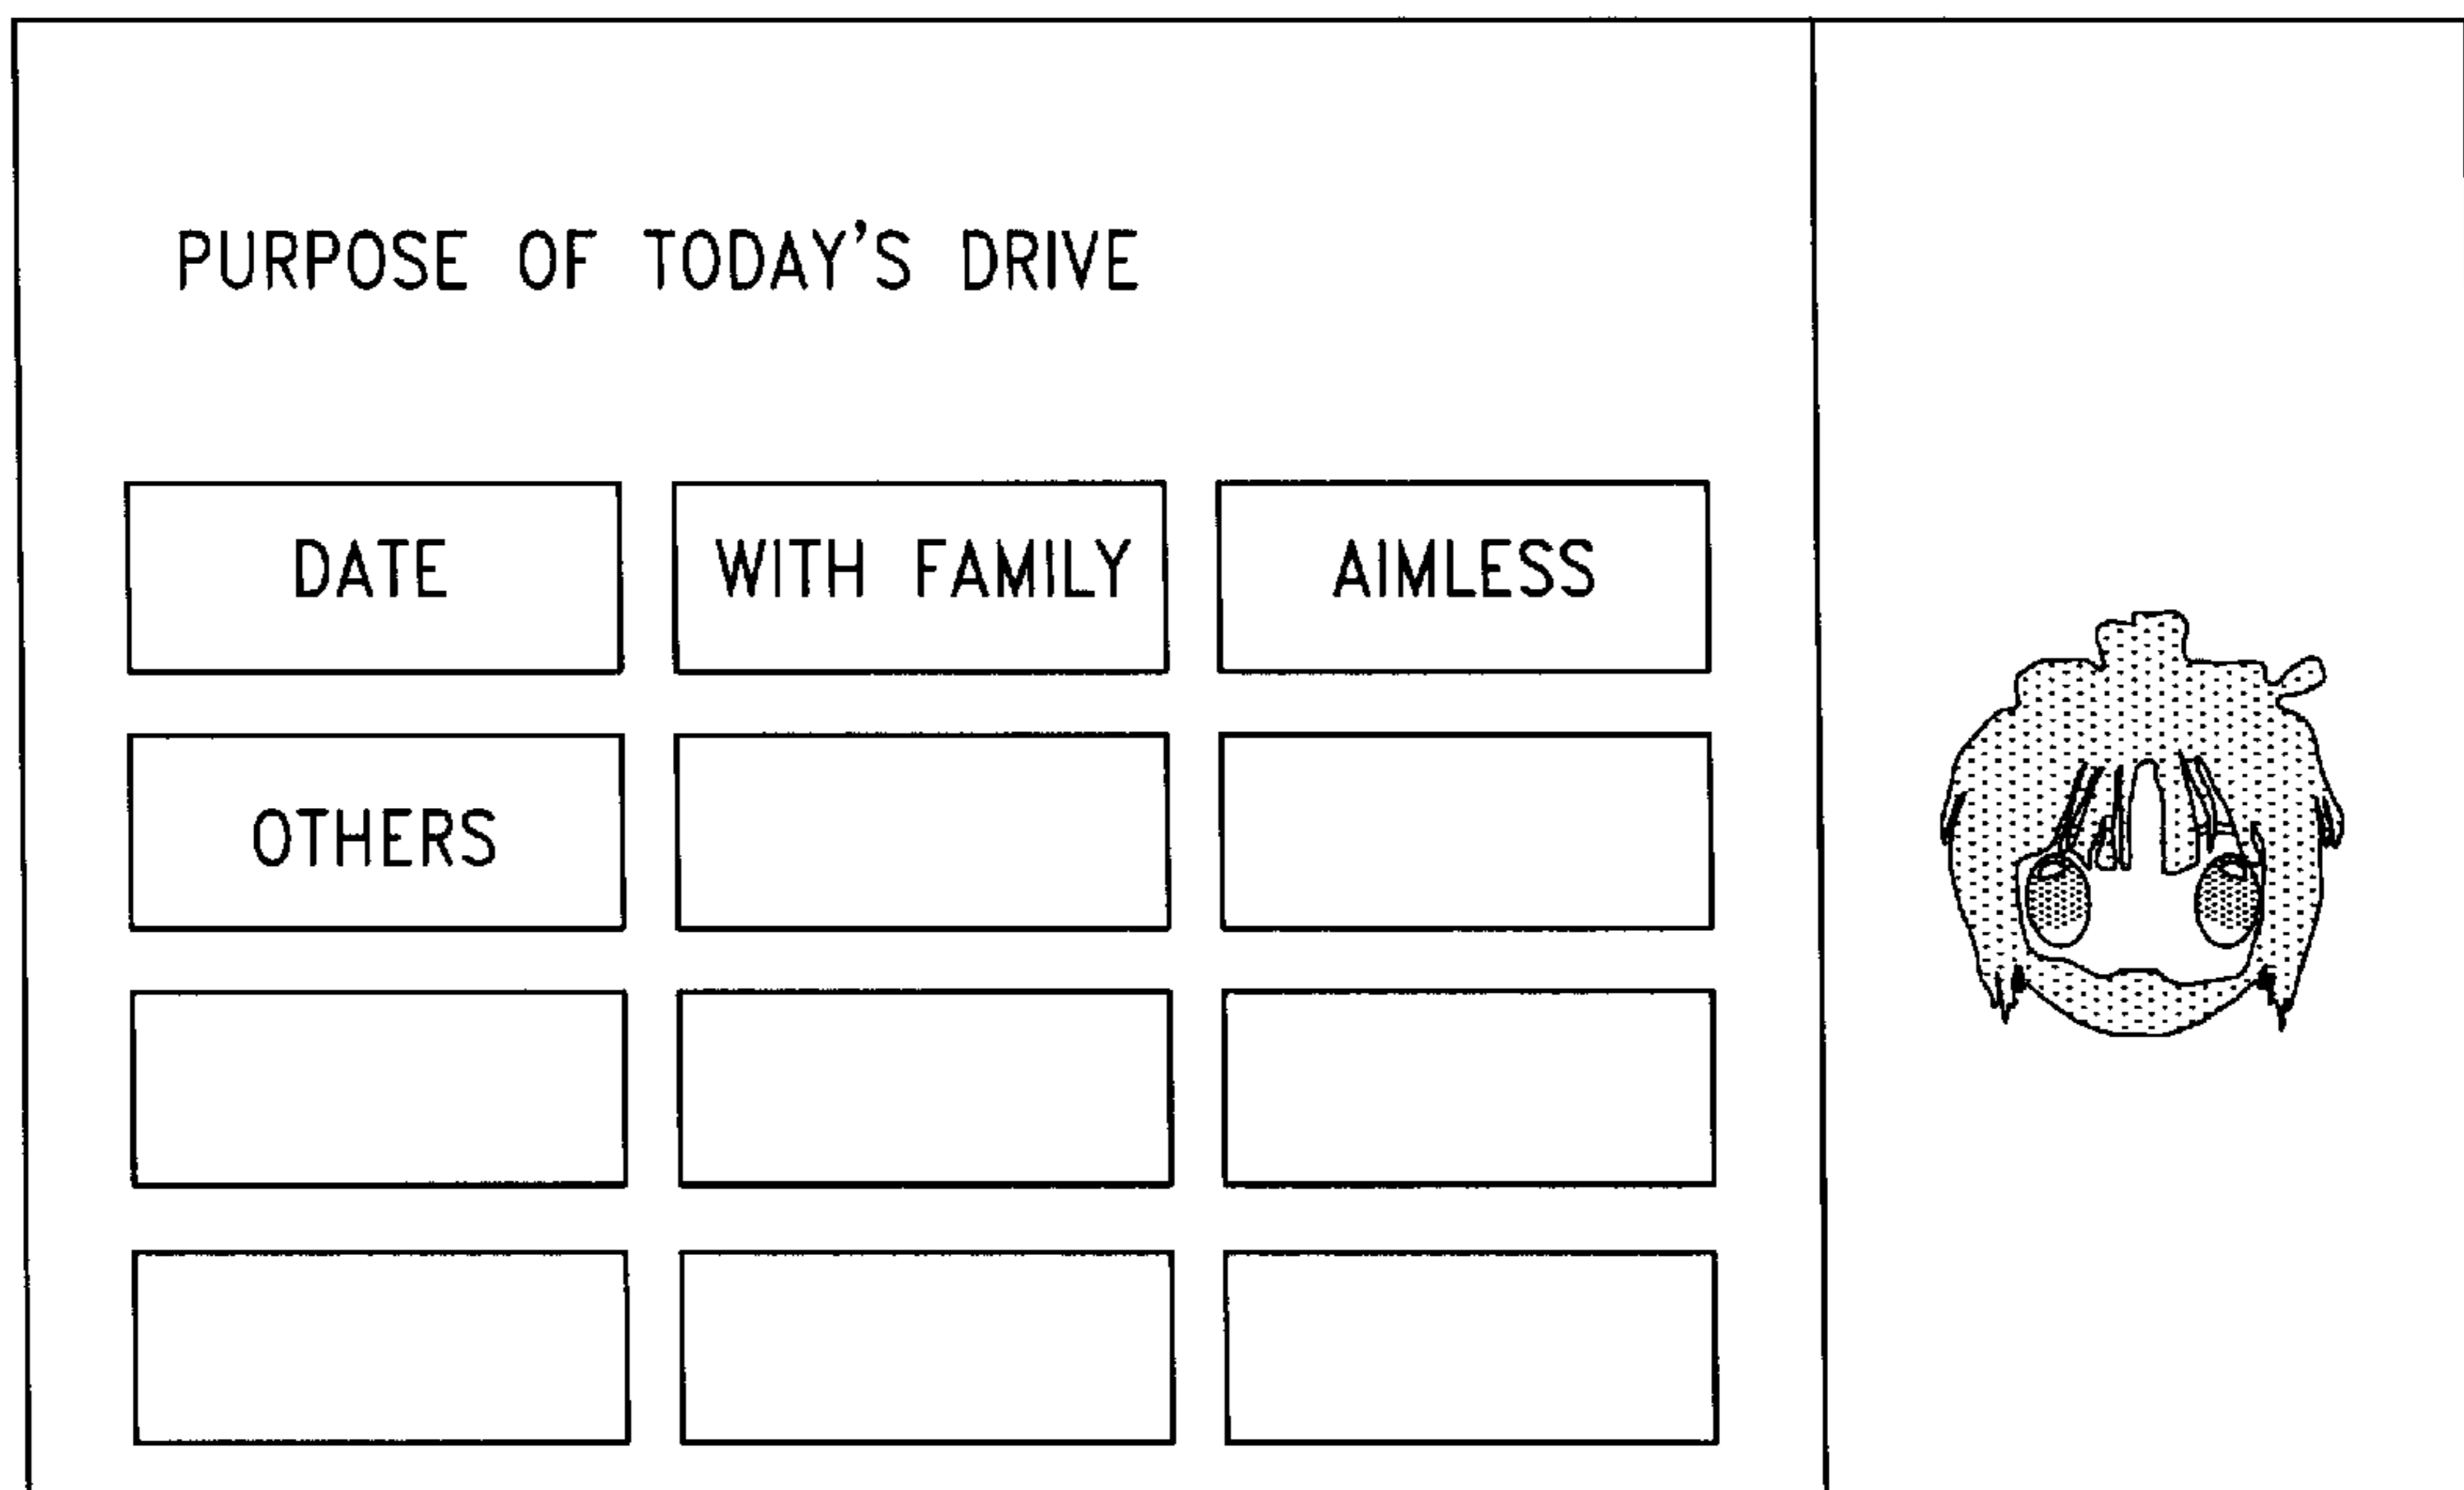 PURPOSE OF TODAY'S DRIVE
DATE
WITH FAMILY
AIMLESS
OTHERS